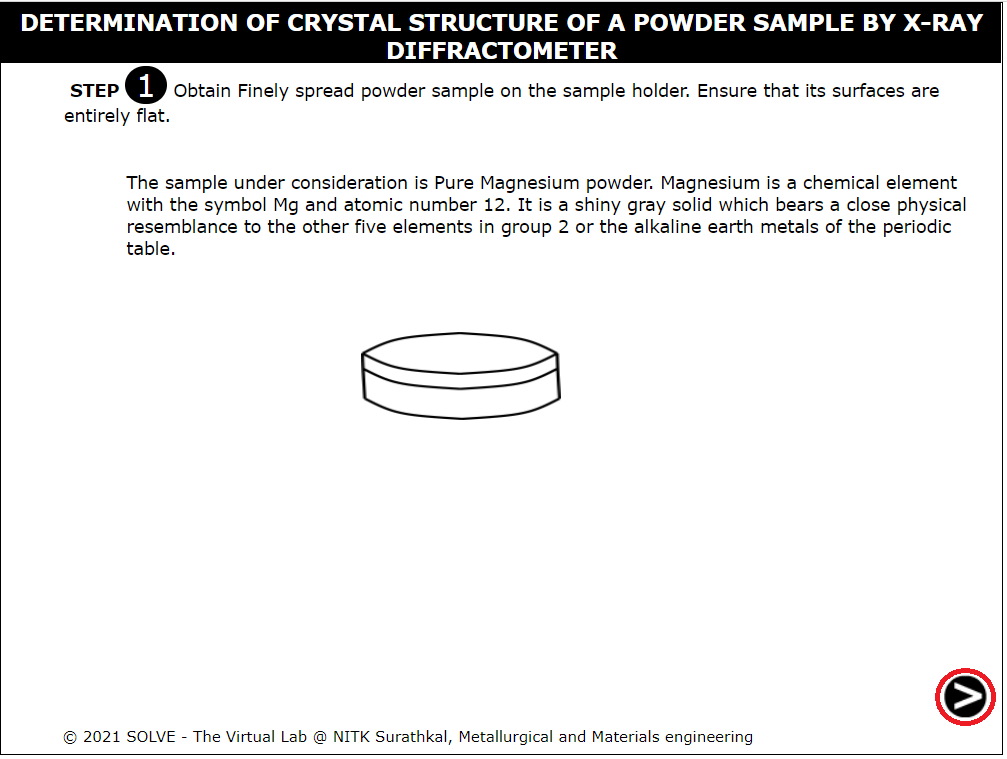 DETERMINATION OF CRYSTAL STRUCTURE OF A POWDER SAMPLE BY X-RAY
DIFFRACTOMETER
STEP 1 Obtain Finely spread powder sample on the sample holder. Ensure that its surfaces are
entirely flat.
The sample under consideration is Pure Magnesium powder. Magnesium is a chemical element
with the symbol Mg and atomic number 12. It is a shiny gray solid which bears a close physical
resemblance to the other five elements in group 2 or the alkaline earth metals of the periodic
table.
>
© 2021 SOLVE - The Virtual Lab @ NITK Surathkal, Metallurgical and Materials engineering